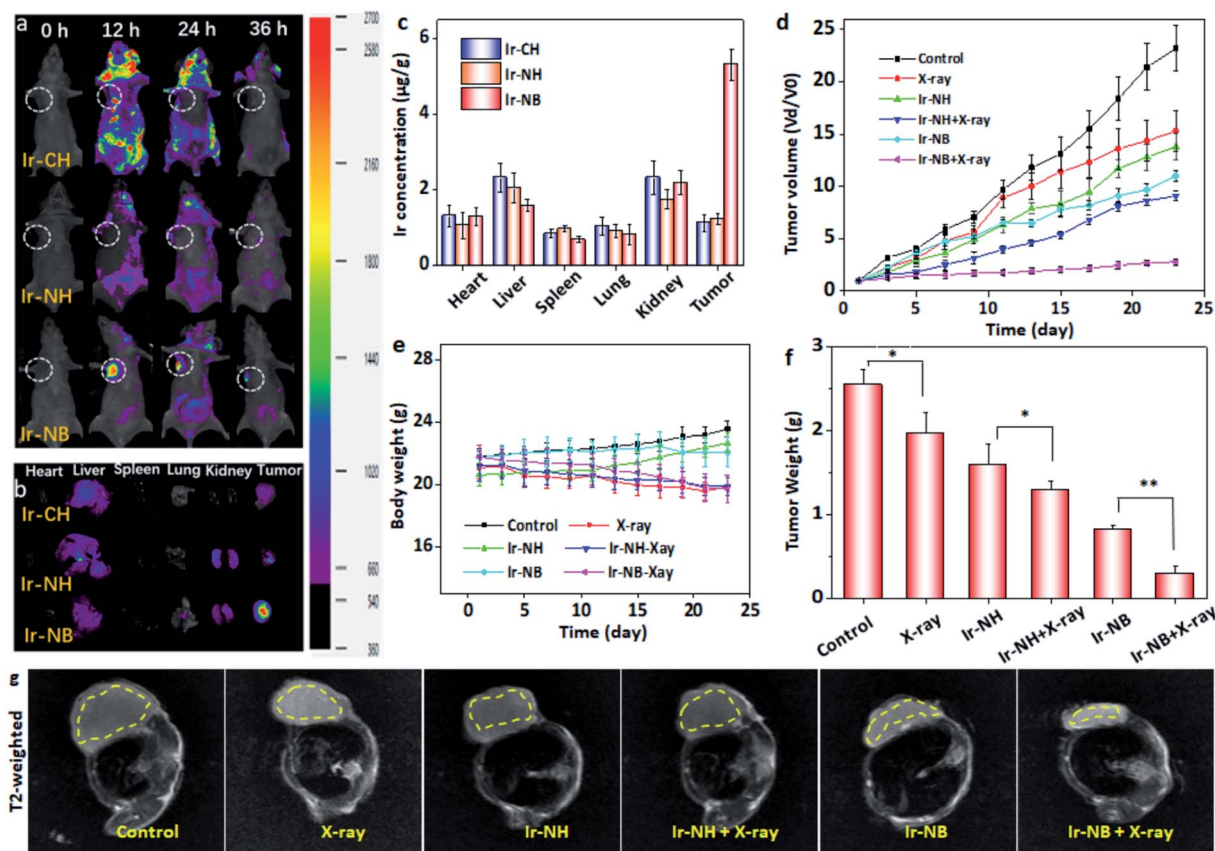 a
0 h 12 h 24 h 36 h
Ir-CH
Ir-NH
Ir-NB
2700
2580
2160
1800
1440
1020
660
540
360
b
Heart Liver Spleen Lung Kidney Tumor
Ir-CH
Ir-NH
Ir-NB
c
Ir concentration (μg/g)
6
4
2
0
Ir-CH
Ir-NH
Ir-NB
Heart Liver Spleen Lung Kidney Tumor
d
Tumor volume (Vd/V0)
25
20
15
10
5
0
Control
X-ray
Ir-NH
Ir-NH+X-ray
Ir-NB
Ir-NB+X-ray
0 5 10 15 20 25
Time (day)
e
Body weight (g)
28
24
20
16
Control X-ray
Ir-NH Ir-NH-Xay
Ir-NB Ir-NB-Xay
0 5 10 15 20 25
Time (day)
f
Tumor Weight (g)
3
2
1
0
*
*
**
Control X-ray Ir-NH Ir-NH+X-ray Ir-NB Ir-NB+X-ray
T2-weighted
Control X-ray Ir-NH Ir-NH + X-ray Ir-NB Ir-NB + X-ray